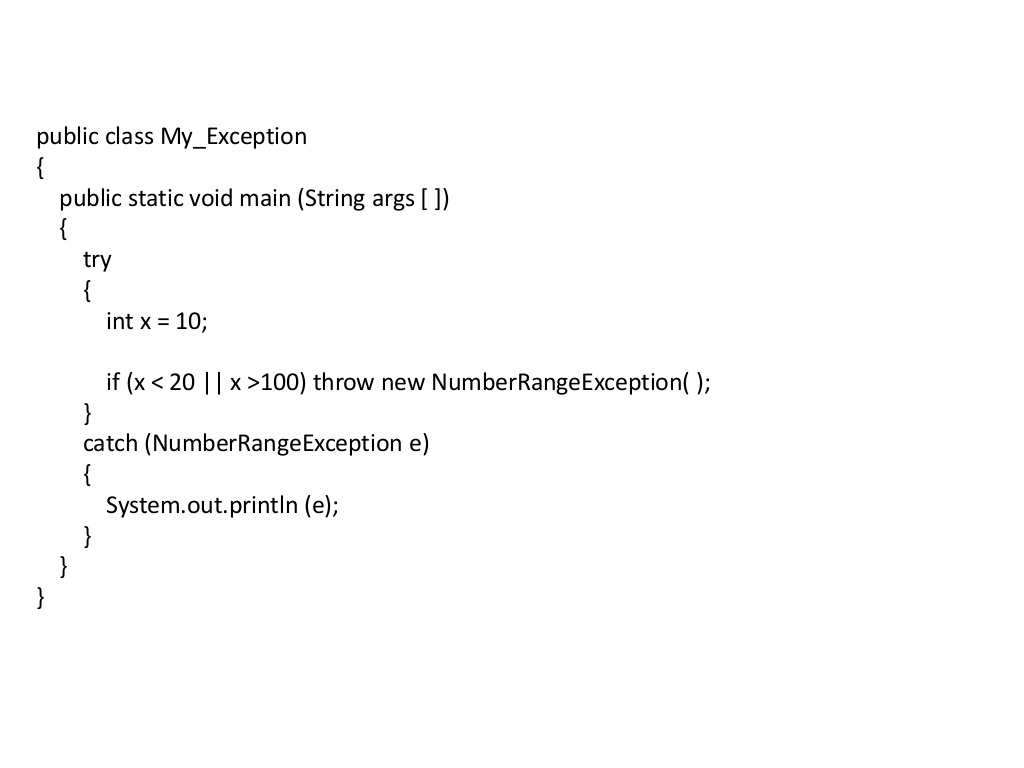 public class My_Exception
{
public static void main (String args [ ])
{
try
{
int x = 10;
if (x < 20 || x >100) throw new NumberRangeException( );
}
catch (NumberRangeException e)
{
System.out.println (e);
}
}
}